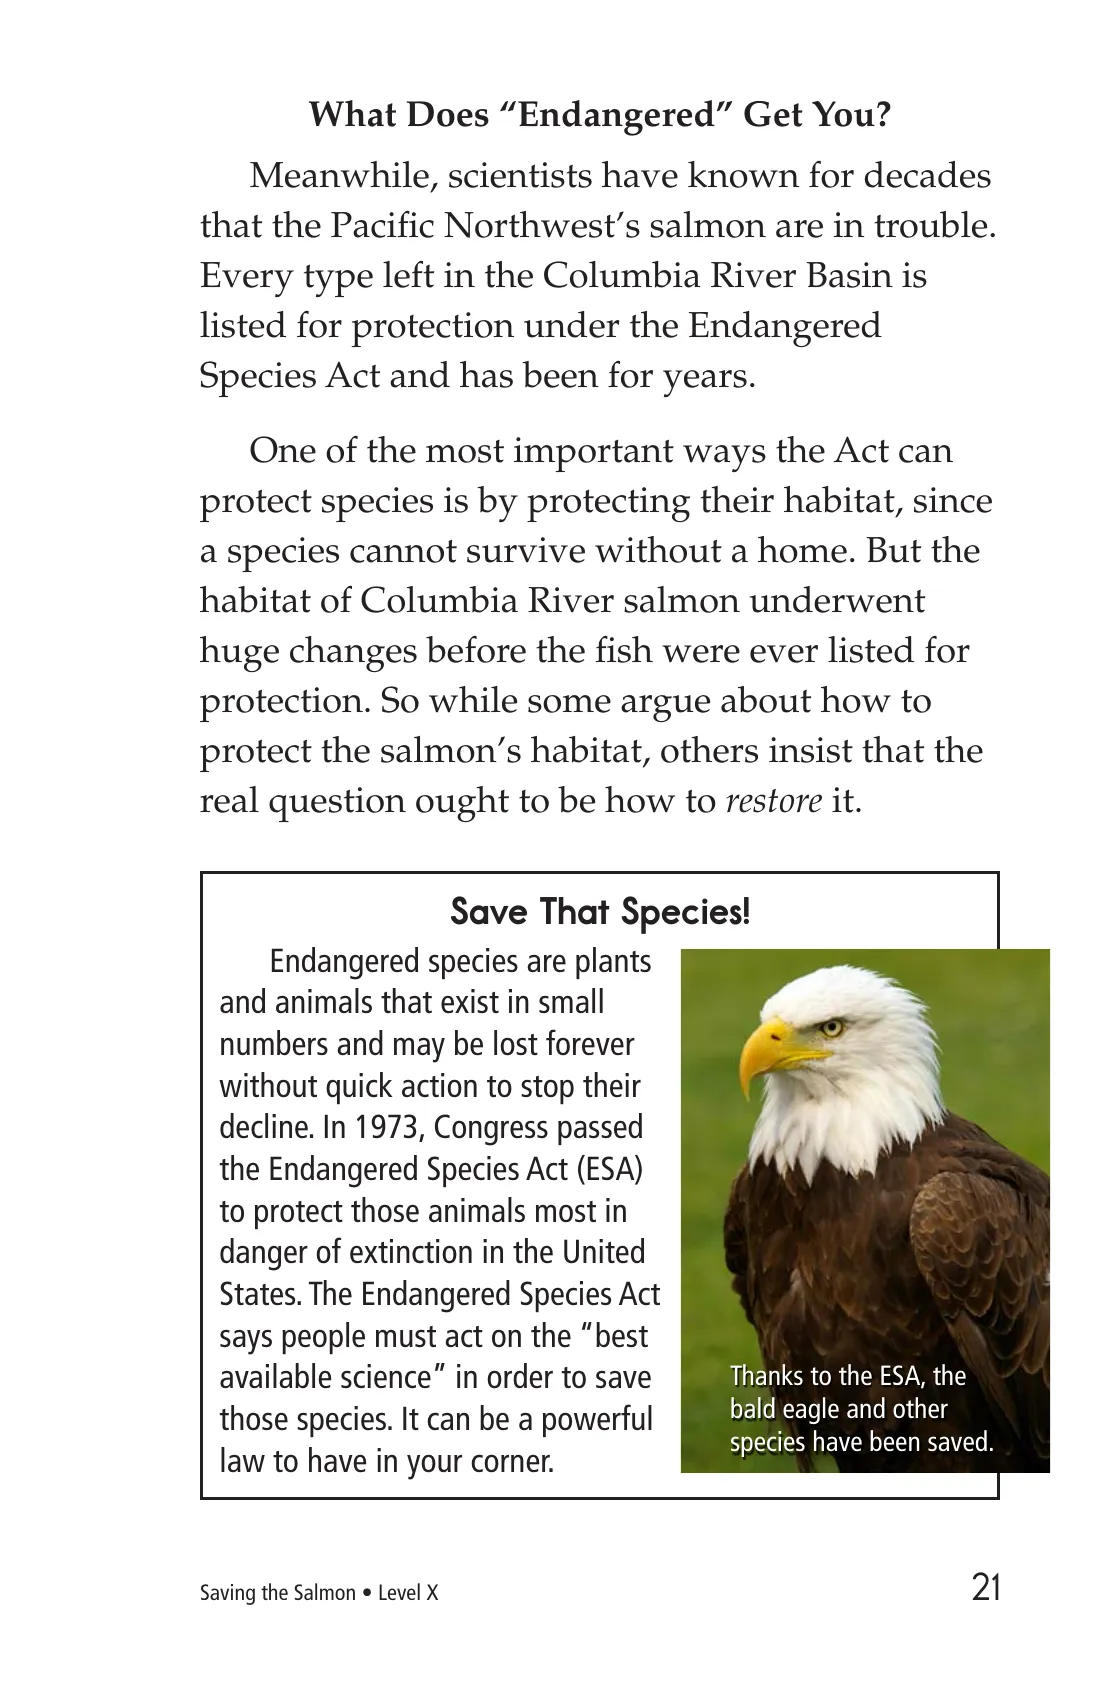 What Does “Endangered” Get You?
Meanwhile, scientists have known for decades
that the Pacific Northwest’s salmon are in trouble.
Every type left in the Columbia River Basin is
listed for protection under the Endangered
Species Act and has been for years.
One of the most important ways the Act can
protect species is by protecting their habitat, since
a species cannot survive without a home. But the
habitat of Columbia River salmon underwent
huge changes before the fish were ever listed for
protection. So while some argue about how to
protect the salmon’s habitat, others insist that the
real question ought to be how to restore it.
Save That Species!
Endangered species are plants
and animals that exist in small
numbers and may be lost forever
without quick action to stop their
decline. In 1973, Congress passed
the Endangered Species Act (ESA)
to protect those animals most in
danger of extinction in the United
States. The Endangered Species Act
says people must act on the “best
available science” in order to save
those species. It can be a powerful
law to have in your corner.
Thanks to the ESA, the
bald eagle and other
species have been saved.
Saving the Salmon • Level X
21